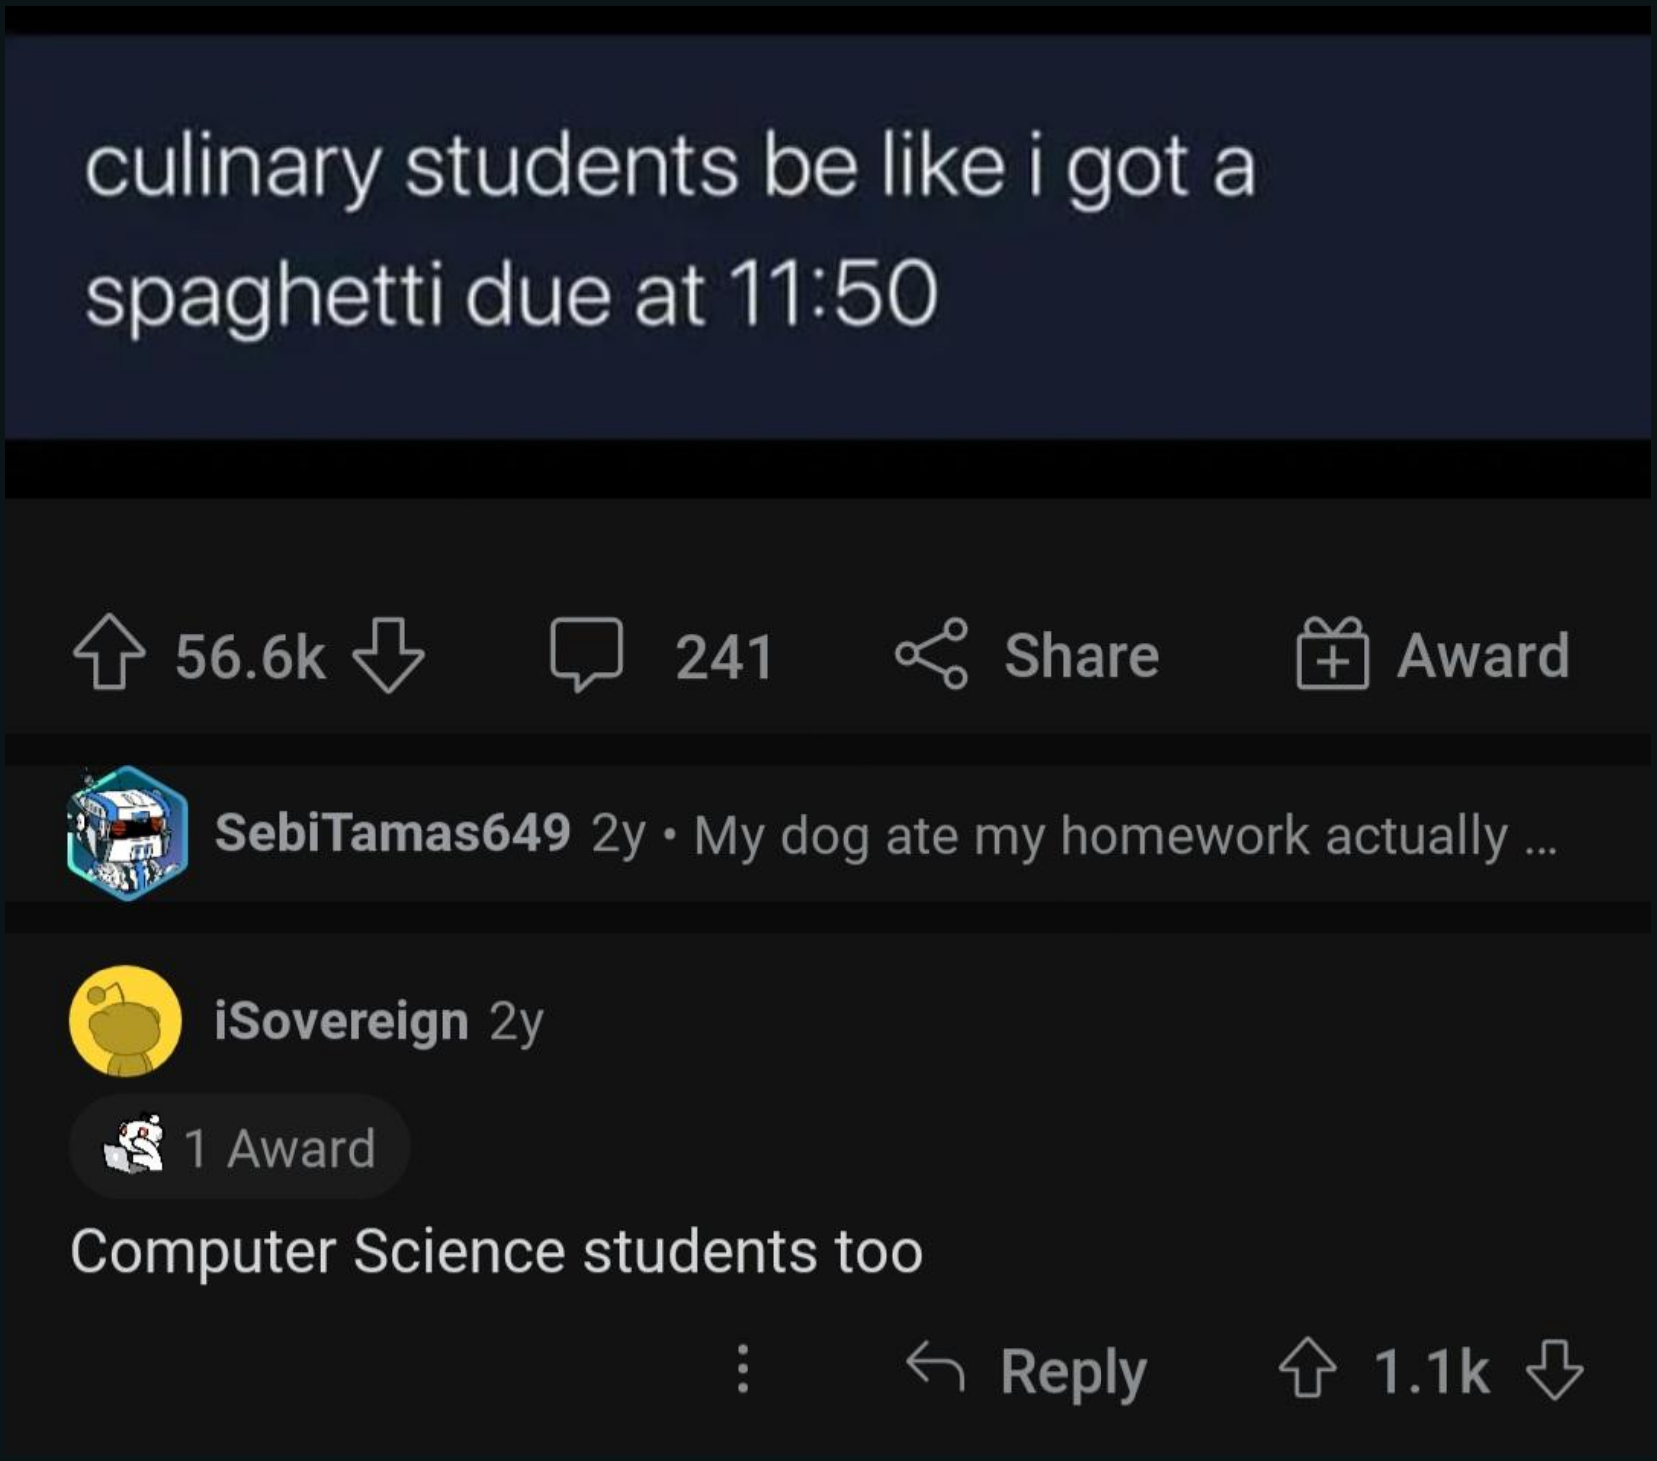 culinary students be like i got a
spaghetti due at 11:50
56.6k 241 Share Award
SebiTamas649 2y • My dog ate my homework actually ...
iSovereign 2y
1 Award
Computer Science students too
Reply 1.1k